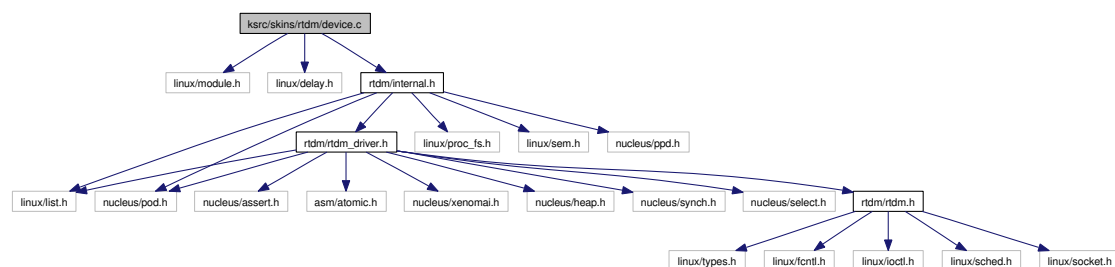 ksrc/skins/rtdm/device.c
linux/module.h
linux/delay.h
rtdm/internal.h
rtdm/rtdm_driver.h
linux/proc_fs.h
linux/sem.h
nucleus/ppd.h
linux/list.h
nucleus/pod.h
nucleus/assert.h
asm/atomic.h
nucleus/xenomai.h
nucleus/heap.h
nucleus/synch.h
nucleus/select.h
rtdm/rtdm.h
linux/types.h
linux/fcntl.h
linux/ioctl.h
linux/sched.h
linux/socket.h